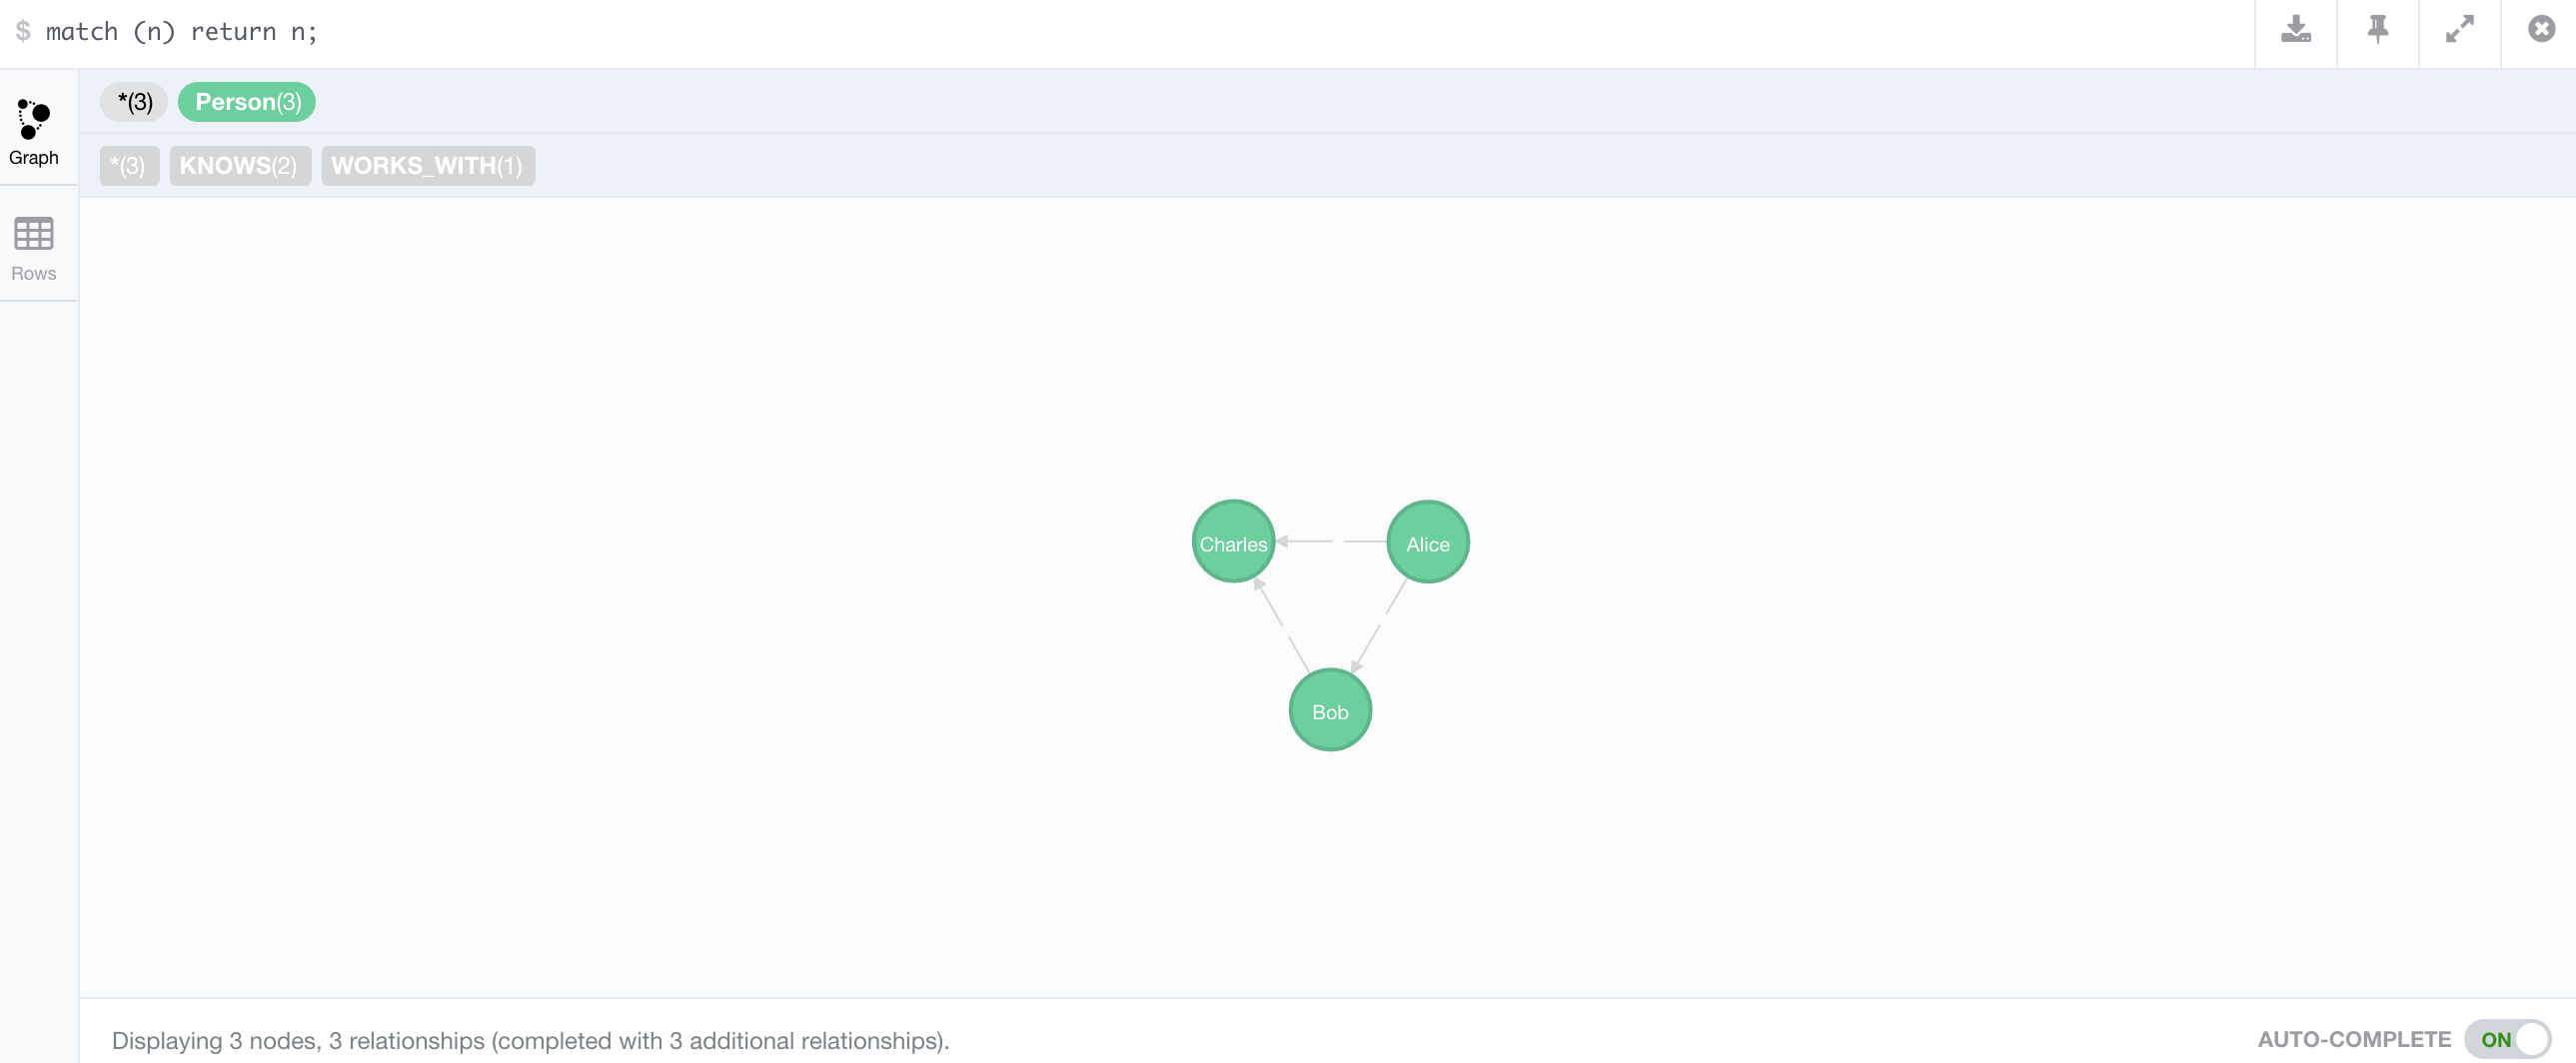 $ match (n) return n;
*(3) Person(3)
Graph
*(3) KNOWS(2) WORKS_WITH(1)
Rows
Charles
Alice
Bob
Displaying 3 nodes, 3 relationships (completed with 3 additional relationships).
AUTO-COMPLETE ON